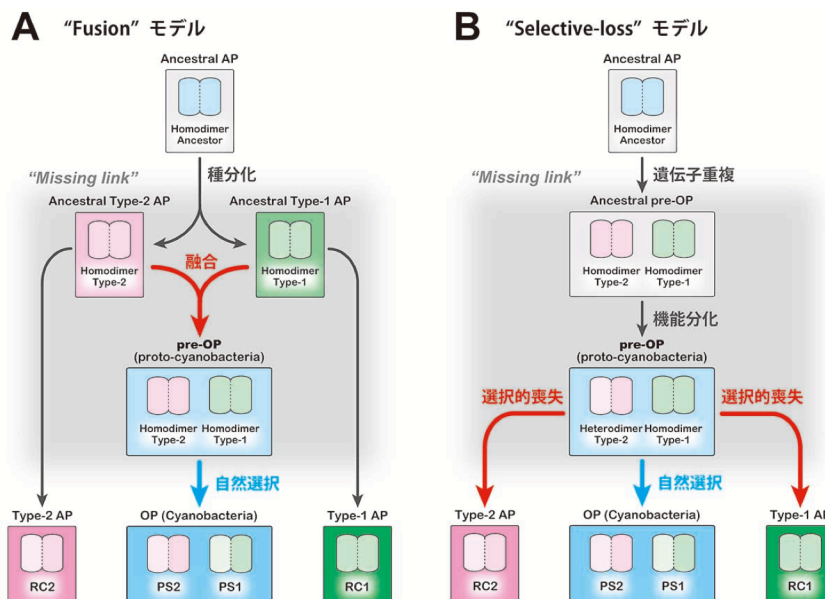 A "Fusion" モデル
Ancestral AP
Homodimer
Ancestor
種分化
"Missing link"
Ancestral Type-2 AP
Ancestral Type-1 AP
Homodimer
Type-2
融合
Homodimer
Type-1
pre-OP
(proto-cyanobacteria)
Homodimer
Type-2
Homodimer
Type-1
自然選択
Type-2 AP
OP (Cyanobacteria)
Type-1 AP
RC2
PS2
PS1
RC1
B "Selective-loss" モデル
Ancestral AP
Homodimer
Ancestor
"Missing link"
遺伝子重複
Ancestral pre-OP
Homodimer
Type-2
Homodimer
Type-1
機能分化
pre-OP
(proto-cyanobacteria)
選択的喪失
選択的喪失
Heterodimer
Type-2
Homodimer
Type-1
自然選択
Type-2 AP
OP (Cyanobacteria)
Type-1 AP
RC2
PS2
PS1
RC1